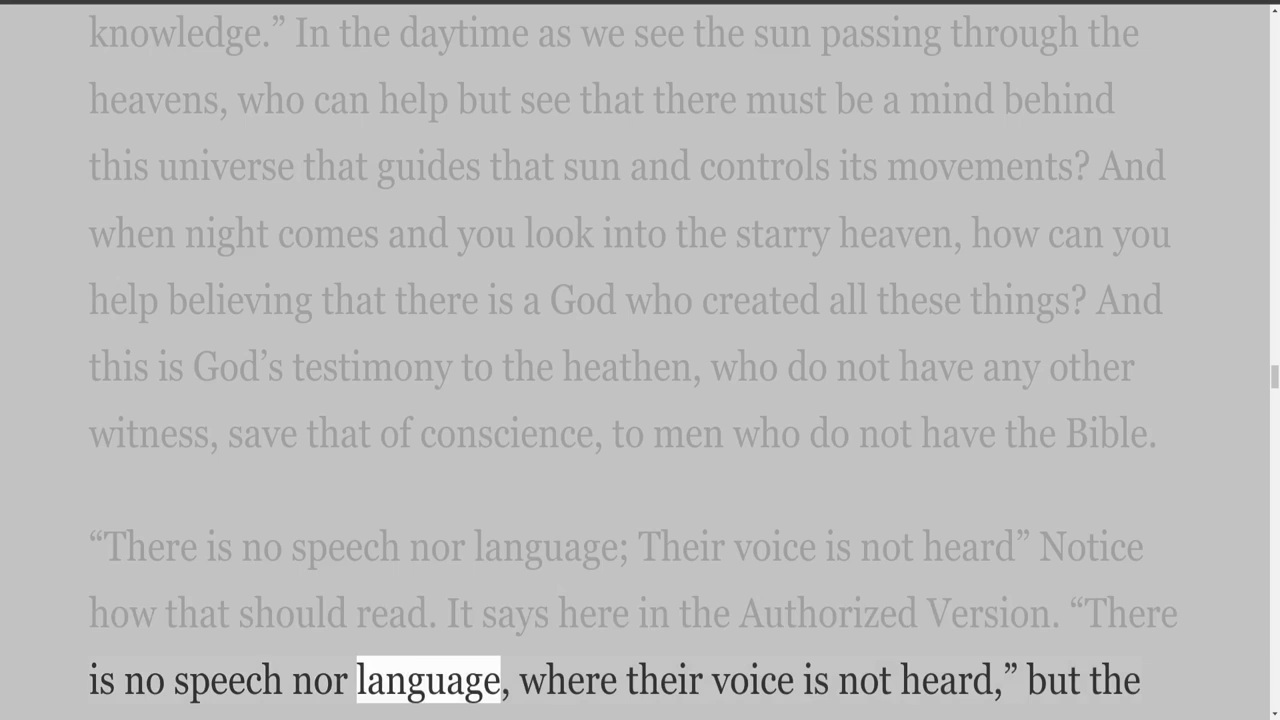 knowledge.” In the daytime as we see the sun passing through the
heavens, who can help but see that there must be a mind behind
this universe that guides that sun and controls its movements? And
when night comes and you look into the starry heaven, how can you
help believing that there is a God who created all these things? And
this is God’s testimony to the heathen, who do not have any other
witness, save that of conscience, to men who do not have the Bible.
“There is no speech nor language; Their voice is not heard” Notice
how that should read. It says here in the Authorized Version. “There
is no speech nor language, where their voice is not heard,” but the